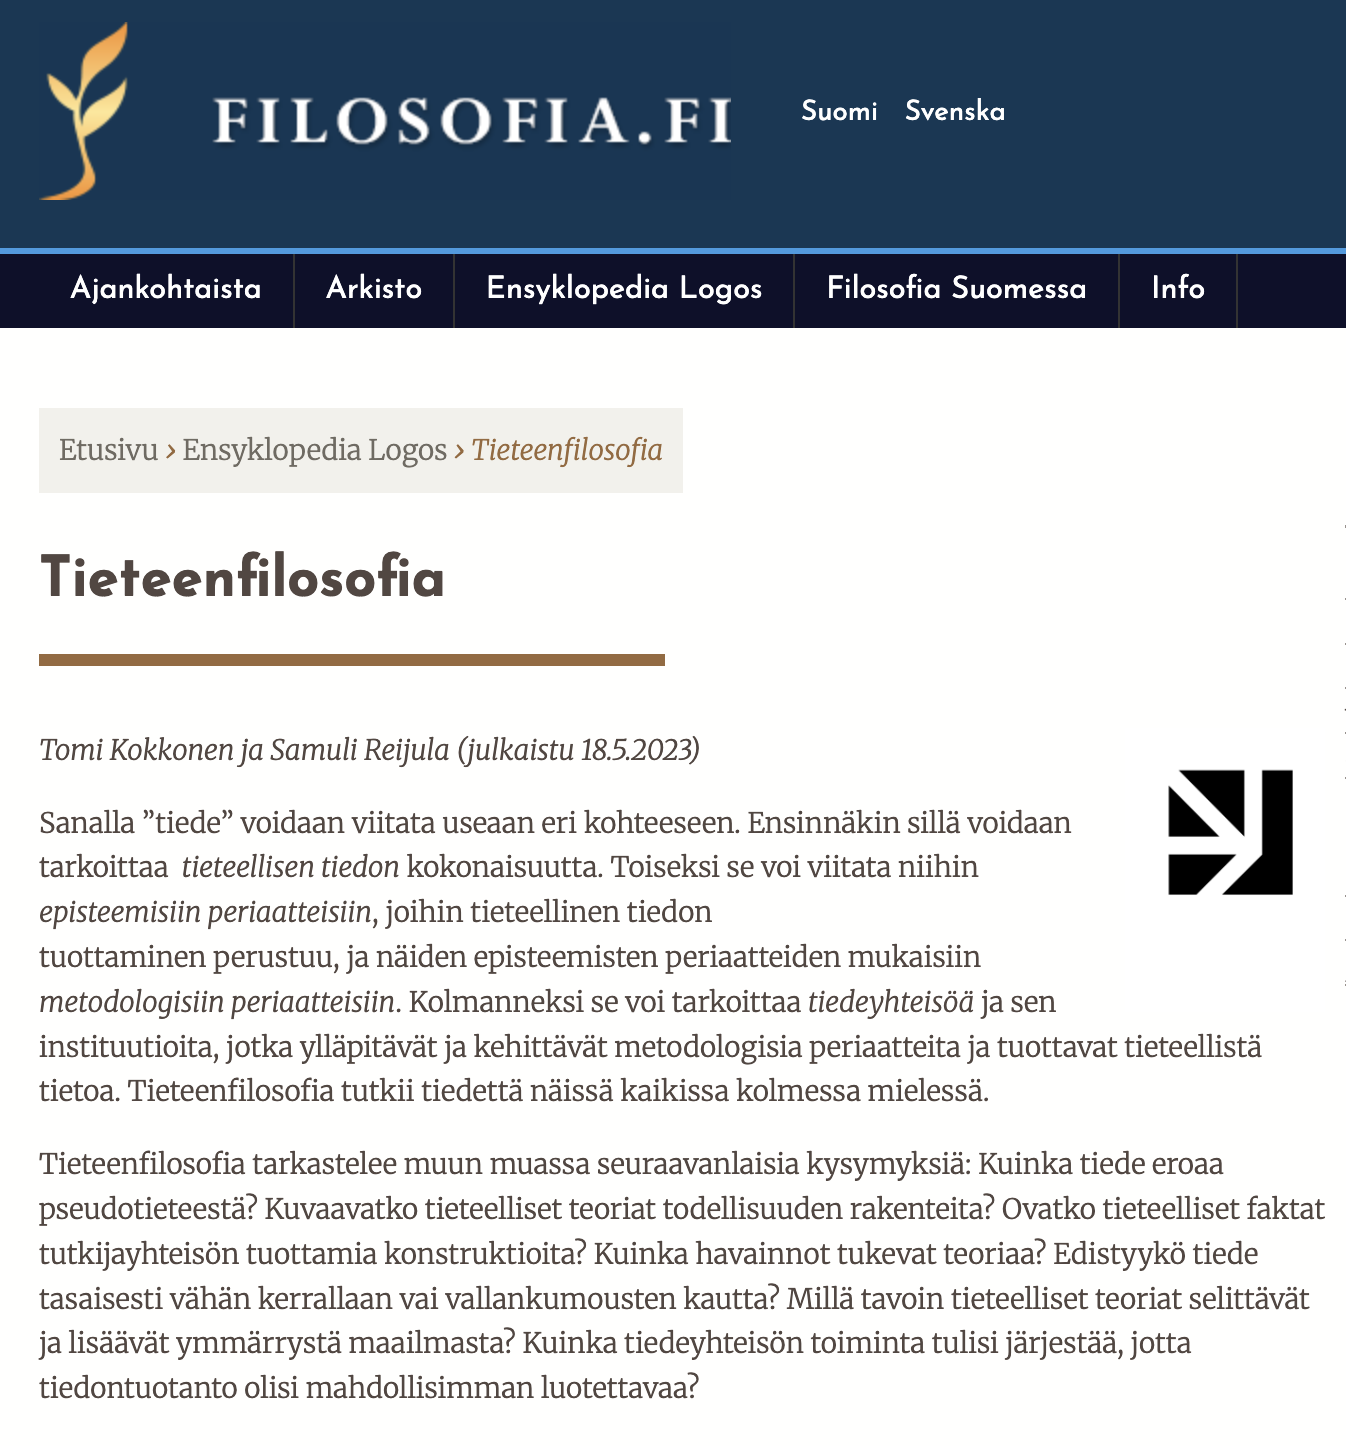 FILOSOFIA.FI
Suomi Svenska
Ajankohtaista Arkisto Ensyklopedia Logos Filosofia Suomessa Info
Etusivu › Ensyklopedia Logos › Tieteenfilosofia
Tieteenfilosofia
Tomi Kokkonen ja Samuli Reijula (julkaistu 18.5.2023)
Sanalla ”tiede” voidaan viitata useaan eri kohteeseen. Ensinnäkin sillä voidaan
tarkoittaa tieteellisen tiedon kokonaisuutta. Toiseksi se voi viitata niihin
episteemisiin periaatteisiin, joihin tieteellinen tiedon
tuottaminen perustuu, ja näiden episteemisten periaatteiden mukaisiin
metodologisiin periaatteisiin. Kolmanneksi se voi tarkoittaa tiedeyhteisöä ja sen
instituutioita, jotka ylläpitävät ja kehittävät metodologisia periaatteita ja tuottavat tieteellistä
tietoa. Tieteenfilosofia tutkii tiedettä näissä kaikissa kolmessa mielessä.
Tieteenfilosofia tarkastelee muun muassa seuraavanlaisia kysymyksiä: Kuinka tiede eroaa
pseudotieteestä? Kuvaavatko tieteelliset teoriat todellisuuden rakenteita? Ovatko tieteelliset faktat
tutkijayhteisön tuottamia konstruktioita? Kuinka havainnot tukevat teoriaa? Edistyykö tiede
tasaisesti vähän kerrallaan vai vallankumousten kautta? Millä tavoin tieteelliset teoriat selittävät
ja lisäävät ymmärrystä maailmasta? Kuinka tiedeyhteisön toiminta tulisi järjestää, jotta
tiedontuotanto olisi mahdollisimman luotettavaa?